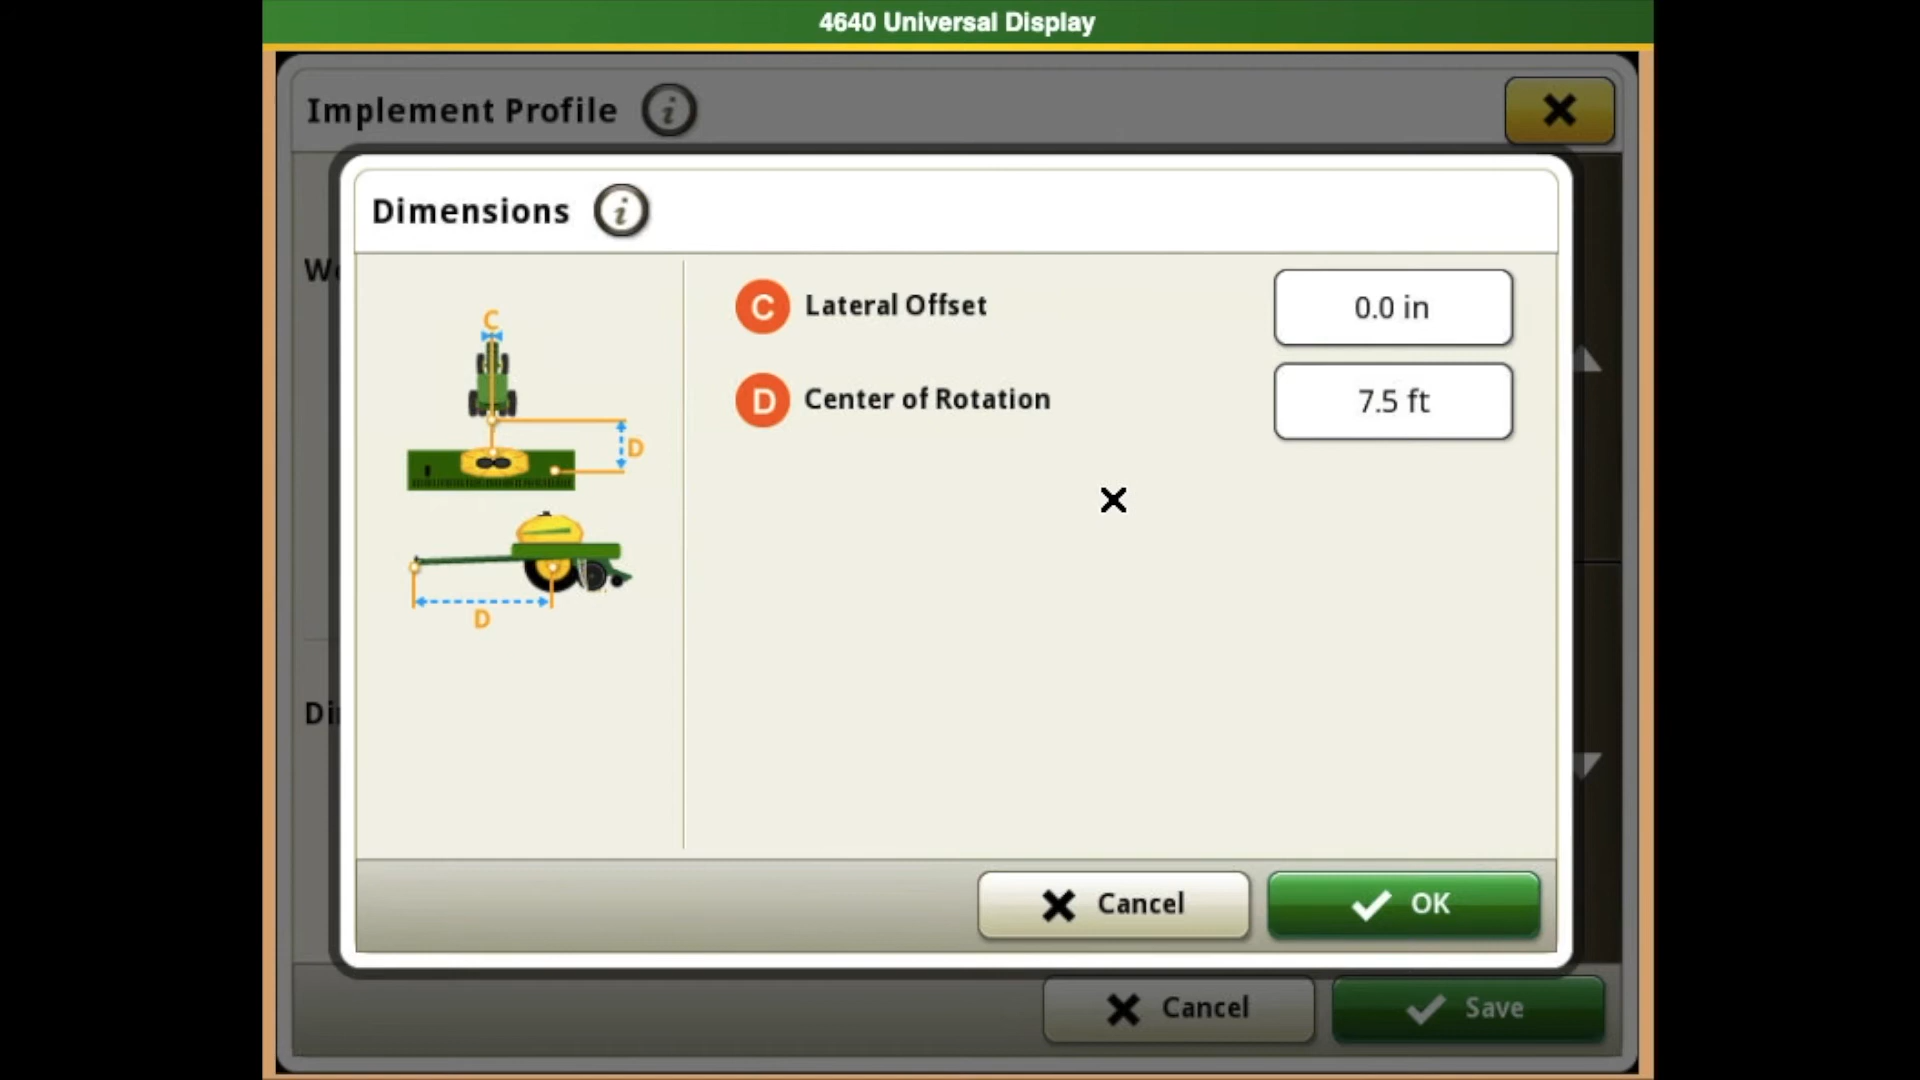 4640 Universal Display
Implement Profile i
Dimensions i
C Lateral Offset 0.0 in
D Center of Rotation 7.5 ft
C
D
D
Cancel OK
Cancel Save